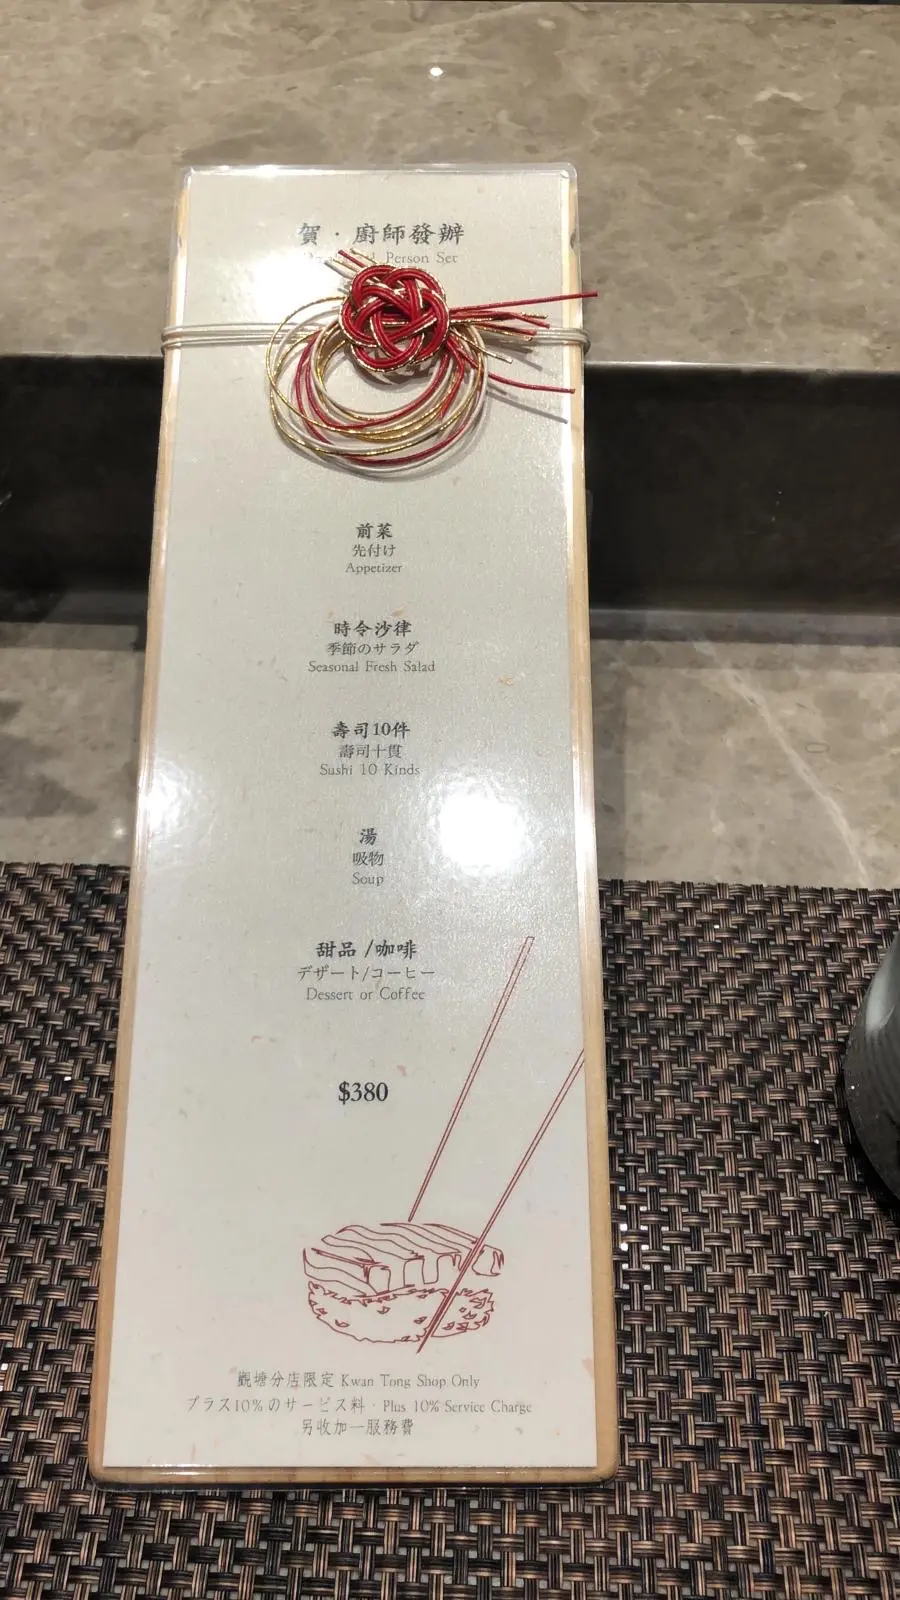 賀·廚師發辦
Person Set
前菜
先付け
Appetizer
時令沙律
季節のサラダ
Seasonal Fresh Salad
壽司10件
壽司十貫
Sushi 10 Kinds
湯
吸物
Soup
甜品 /咖啡
デザート/コーヒー
Dessert or Coffee
$380
觀塘分店限定 Kwan Tong Shop Only
プラス10%のサービス料 · Plus 10% Service Charge
另收加一服務費